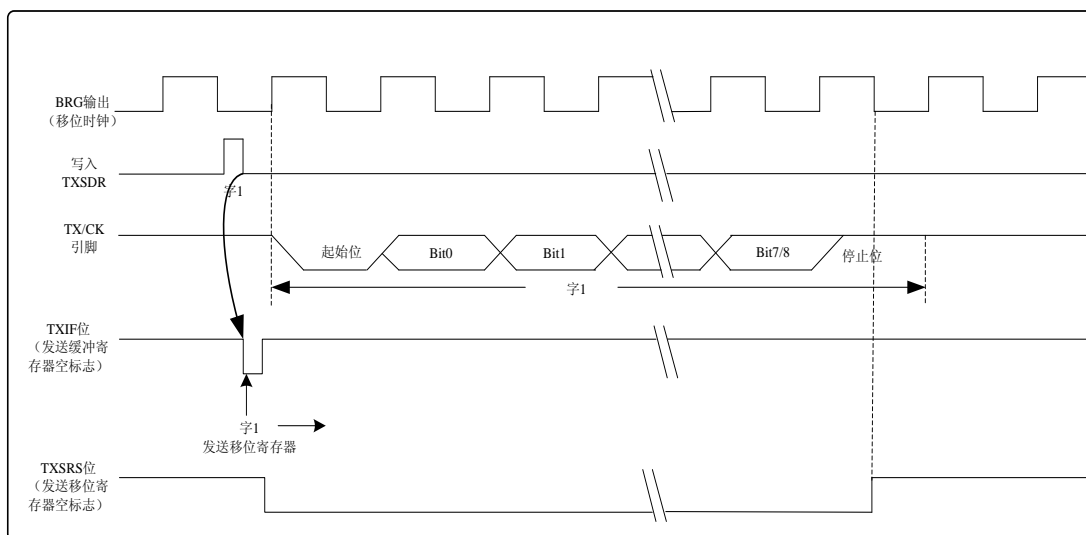 BRG输出
（移位时钟）
写入
TXSDR
字1
TX/CK
引脚
起始位
Bit0
Bit1
Bit7/8
停止位
字1
TXIF位
（发送缓冲寄
存器空标志）
字1
发送移位寄存器
TXSRS位
（发送移位寄
存器空标志）